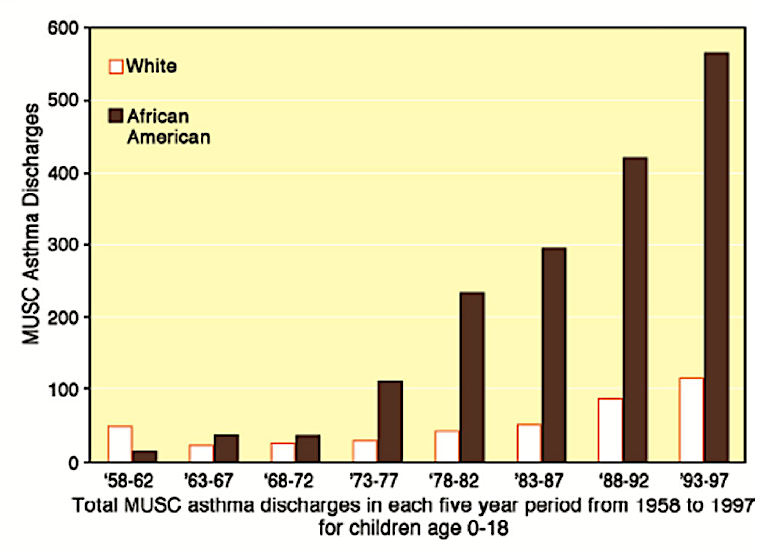 600
500
400
300
200
100
0
MUSC Asthma Discharges
White
African
American
'58-62 '63-67 '68-72 '73-77 '78-82 '83-87 '88-92 '93-97
Total MUSC asthma discharges in each five year period from 1958 to 1997
for children age 0-18